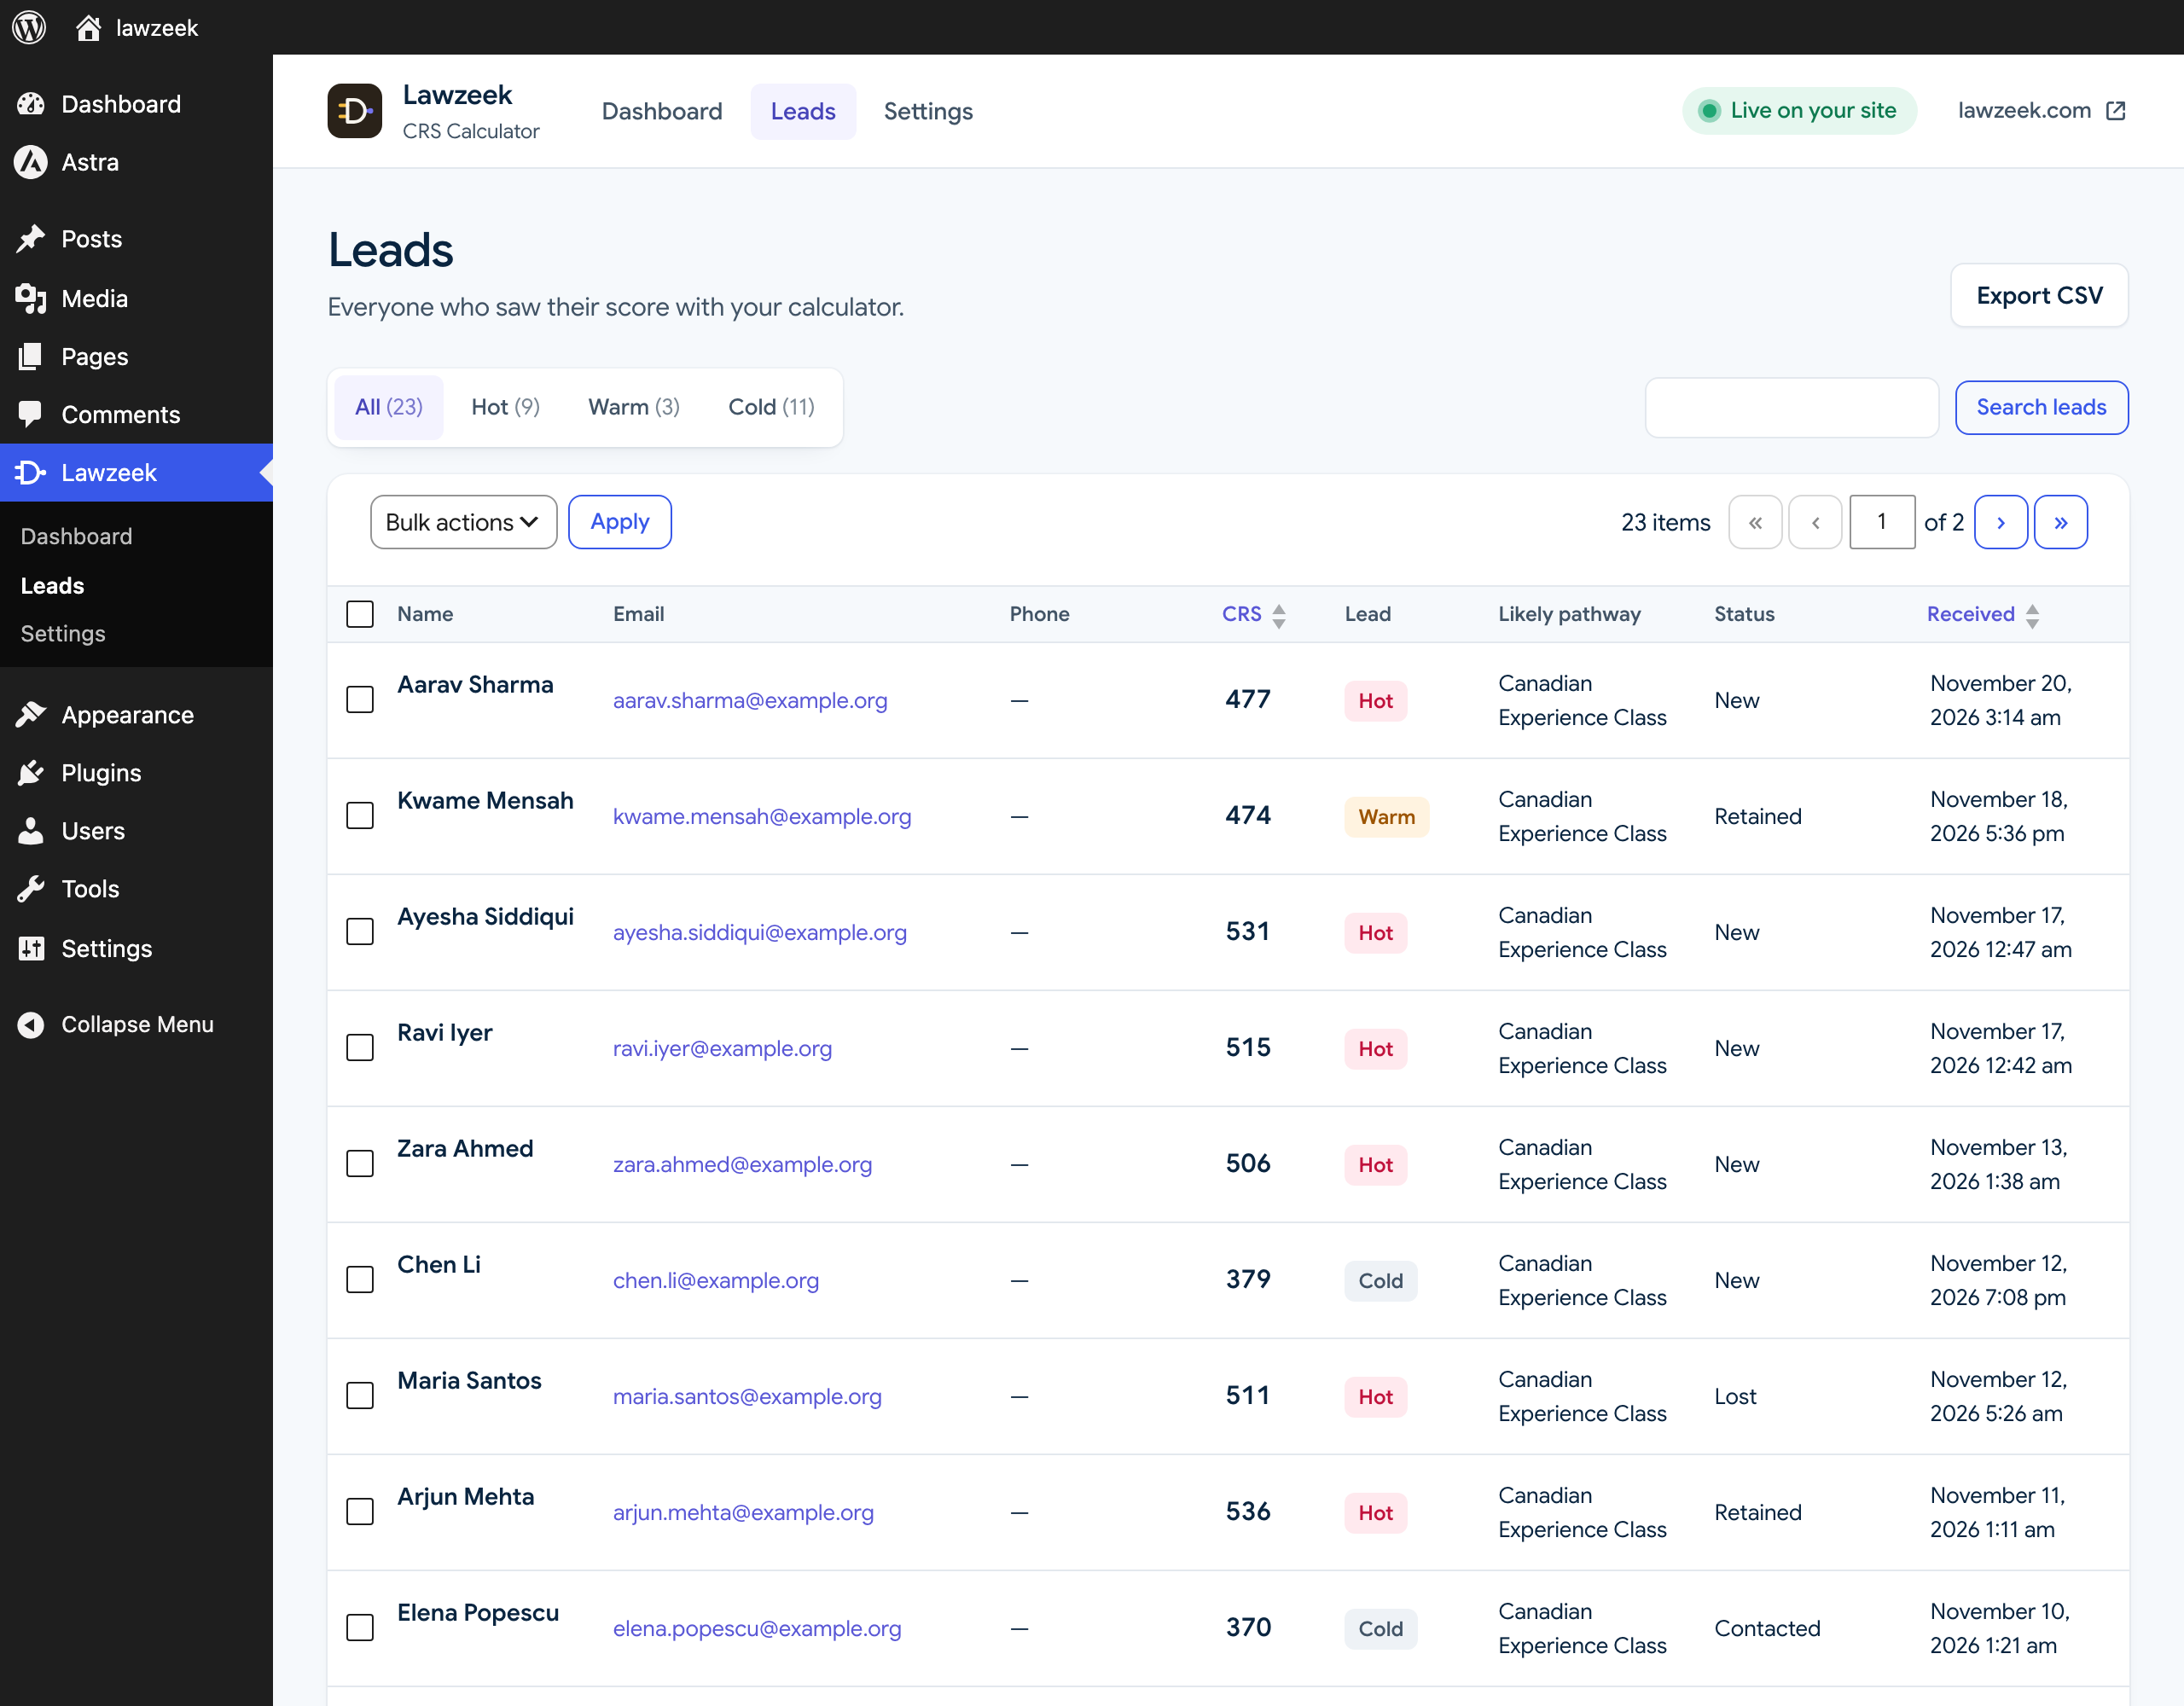 lawzeek
Dashboard
Astra
Posts
Media
Pages
Comments
Lawzeek
Dashboard
Leads
Settings
Appearance
Plugins
Users
Tools
Settings
Collapse Menu
Lawzeek
CRS Calculator
Dashboard
Leads
Settings
Live on your site
lawzeek.com
Leads
Everyone who saw their score with your calculator.
Export CSV
All (23)
Hot (9)
Warm (3)
Cold (11)
Search leads
Bulk actions
Apply
23 items
«
‹
1
of 2
›
»
Name Email Phone CRS Lead Likely pathway Status Received
Aarav Sharma
aarav.sharma@example.org
—
477
Hot
Canadian
Experience Class
New
November 20,
2026 3:14 am
Kwame Mensah
kwame.mensah@example.org
—
474
Warm
Canadian
Experience Class
Retained
November 18,
2026 5:36 pm
Ayesha Siddiqui
ayesha.siddiqui@example.org
—
531
Hot
Canadian
Experience Class
New
November 17,
2026 12:47 am
Ravi Iyer
ravi.iyer@example.org
—
515
Hot
Canadian
Experience Class
New
November 17,
2026 12:42 am
Zara Ahmed
zara.ahmed@example.org
—
506
Hot
Canadian
Experience Class
New
November 13,
2026 1:38 am
Chen Li
chen.li@example.org
—
379
Cold
Canadian
Experience Class
New
November 12,
2026 7:08 pm
Maria Santos
maria.santos@example.org
—
511
Hot
Canadian
Experience Class
Lost
November 12,
2026 5:26 am
Arjun Mehta
arjun.mehta@example.org
—
536
Hot
Canadian
Experience Class
Retained
November 11,
2026 1:11 am
Elena Popescu
elena.popescu@example.org
—
370
Cold
Canadian
Experience Class
Contacted
November 10,
2026 1:21 am